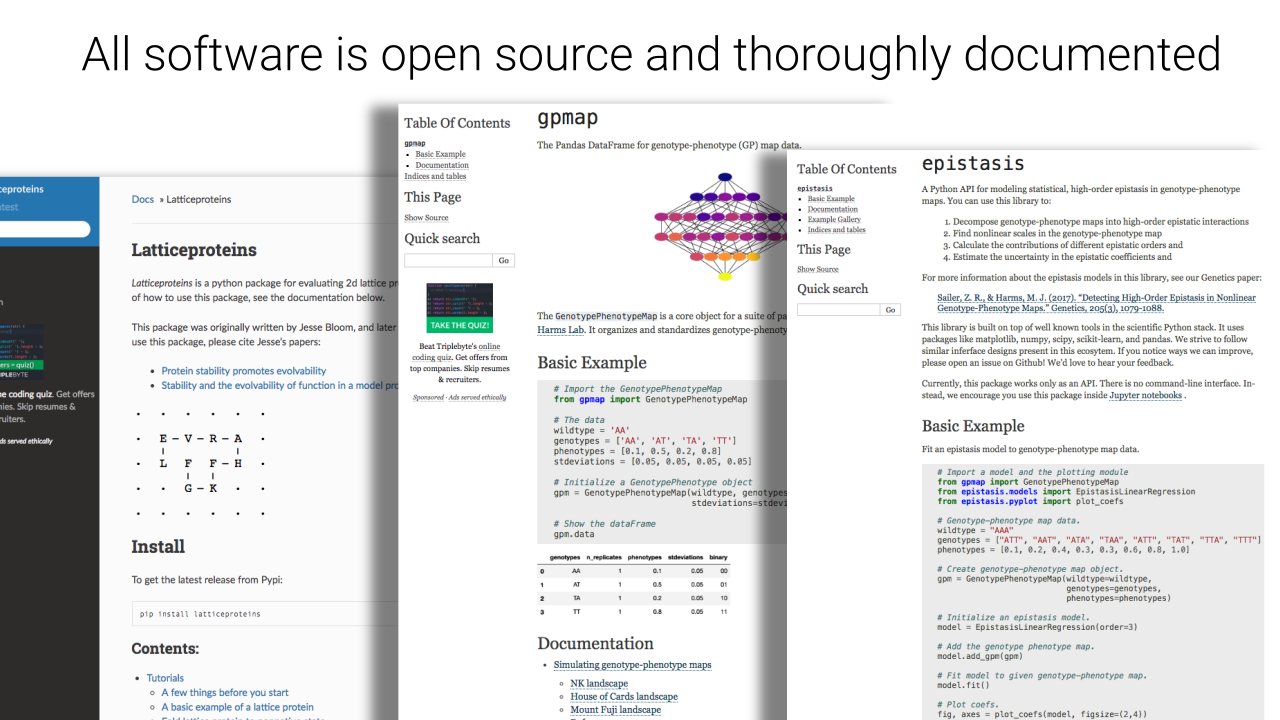 All software is open source and thoroughly documented
Docs » Latticeproteins
Latticeproteins
Latticeproteins is a python package for evaluating 2d lattice
of how to use this package, see the documentation below.
This package was originally written by Jesse Bloom, and later
use this package, please cite Jesse's papers:
• Protein stability promotes evolvability
• Stability and the evolvability of function in a model
E – V – R – A
L F F – H
G – K
Install
To get the latest release from Pypi:
pip install latticeproteins
Contents:
• Tutorials
A few things before you start
A basic example of a lattice protein
coding quiz. Get offers
Skip resumes &
ethically
Table Of Contents
gpmap
• Basic Example
• Documentation
Indices and tables
This Page
Show Source
Quick search
Go
TAKE THE QUIZ!
Beat Triplebyte's online
coding quiz. Get offers from
top companies. Skip resumes
& recruiters.
Sponsored · Ads served ethically
gpmap
The Pandas DataFrame for genotype-phenotype (GP) map data.
The GenotypePhenotypeMap is a core object for a suite of
Harms Lab. It organizes and standardizes
Basic Example
# Import the GenotypePhenotypeMap
from gpmap import GenotypePhenotypeMap
# The data
wildtype = 'AA'
genotypes = ['AA', 'AT', 'TA', 'TT']
phenotypes = [0.1, 0.5, 0.2, 0.8]
stdeviations = [0.05, 0.05, 0.05, 0.05]
# Initialize a GenotypePhenotype object
gpm = GenotypePhenotypeMap(wildtype, genotypes
# Show the dataFrame
gpm.data
genotypes n_replicates phenotypes stdeviations binary
0 AA 1 0.1 0.05 00
1 AT 1 0.5 0.05 01
2 TA 1 0.2 0.05 10
3 TT 1 0.8 0.05 11
Documentation
• Simulating genotype-phenotype maps
NK landscape
House of Cards landscape
Mount Fuji landscape
Table Of Contents
epistasis
• Basic Example
• Documentation
• Example Gallery
• Indices and tables
This Page
Show Source
Quick search
Go
epistasis
A Python API for modeling statistical, high-order epistasis in genotype-phenotype
maps. You can use this library to:
1. Decompose genotype-phenotype maps into high-order epistatic interactions
2. Find nonlinear scales in the genotype-phenotype map
3. Calculate the contributions of different epistatic orders and
4. Estimate the uncertainty in the epistatic coefficients and
For more information about the epistasis models in this library, see our Genetics paper:
Sailer, Z. R., & Harms, M. J. (2017). "Detecting High-Order Epistasis in Nonlinear
Genotype-Phenotype Maps." Genetics, 205(3), 1079-1088.
This library is built on top of well known tools in the scientific Python stack. It uses
packages like matplotlib, numpy, scipy, scikit-learn, and pandas. We strive to follow
similar inferface designs present in this ecosytem. If you notice ways we can improve,
please open an issue on Github! We'd love to hear your feedback.
Currently, this package works only as an API. There is no command-line interface. In-
stead, we encourage you use this package inside Jupyter notebooks .
Basic Example
Fit an epistasis model to genotype-phenotype map data.
# Import a model and the plotting module
from gpmap import GenotypePhenotypeMap
from epistasis.models import EpistasisLinearRegression
from epistasis.pyplot import plot_coefs
# Genotype-phenotype map data.
wildtype = "AAA"
genotypes = ["ATT", "AAT", "ATA", "TAA", "ATT", "TAT", "TTA", "TTT"]
phenotypes = [0.1, 0.2, 0.4, 0.3, 0.3, 0.6, 0.8, 1.0]
# Create genotype-phenotype map object.
gpm = GenotypePhenotypeMap(wildtype=wildtype,
genotypes=genotypes,
phenotypes=phenotypes)
# Initialize an epistasis model.
model = EpistasisLinearRegression(order=3)
# Add the genotype phenotype map.
model.add_gpm(gpm)
# Fit model to given genotype-phenotype map.
model.fit()
# Plot coefs.
fig, axes = plot_coefs(model, figsize=(2,4))